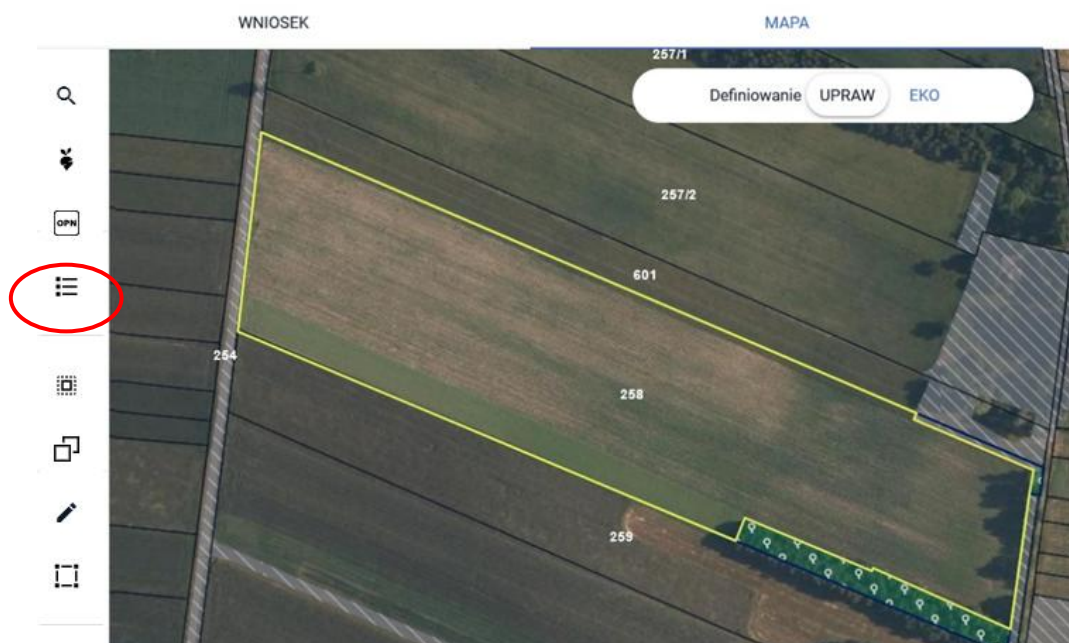 WNIOSEK
MAPA
257/1
Definiowanie UPRAW EKO
257/2
OPN
601
254
258
259